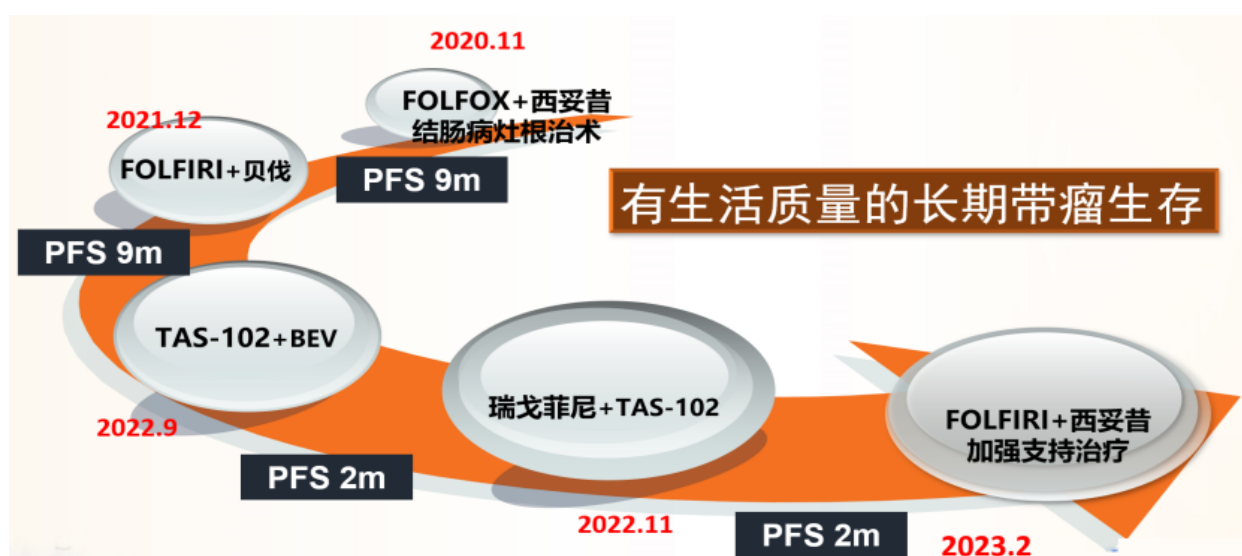 2020.11
FOLFOX+西妥昔
结肠病灶根治术
PFS 9m
2021.12
FOLFIRI+贝伐
PFS 9m
有生活质量的长期带瘤生存
TAS-102+BEV
2022.9
PFS 2m
瑞戈菲尼+TAS-102
2022.11
PFS 2m
FOLFIRI+西妥昔
加强支持治疗
2023.2